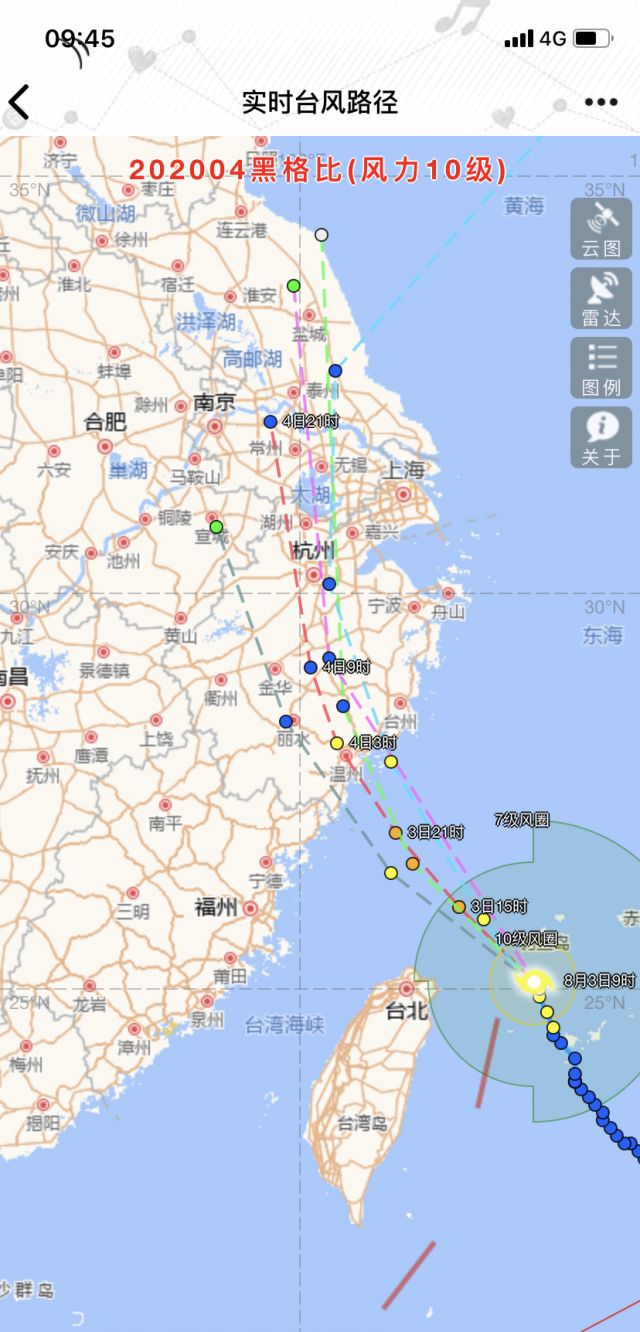 09:45
4G
实时台风路径
202004黑格比(风力10级)
济宁
35°N
35°N
枣庄
微山湖
黄海
徐州
连云港
云图
淮北
宿迁
淮安
洪泽湖
盐城
雷达
高邮湖
蚌埠
泰州
图例
滁州
南京
合肥
4日21时
常州
关于
六安
巢湖
马鞍山
无锡
上海
太湖
铜陵
湖州
宣城
嘉兴
安庆
池州
杭州
30°N
30°N
宁波
舟山
九江
黄山
东海
景德镇
4日9时
南昌
金华
衢州
台州
丽水
上饶
4日3时
鹰潭
抚州
温州
南平
7级风圈
3日21时
宁德
三明
福州
3日15时
10级风圈
莆田
8月3日9时
25°N
25°N
龙岩
台北
泉州
台湾海峡
漳州
梅州
揭阳
台湾岛
沙群岛